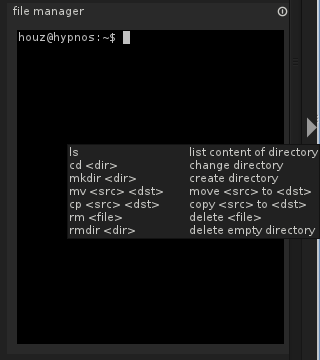 file manager
houz@hypnos:~$
ls list content of directory
cd <dir> change directory
mkdir <dir> create directory
mv <src> <dst> move <src> to <dst>
cp <src> <dst> copy <src> to <dst>
rm <file> delete <file>
rmdir <dir> delete empty directory